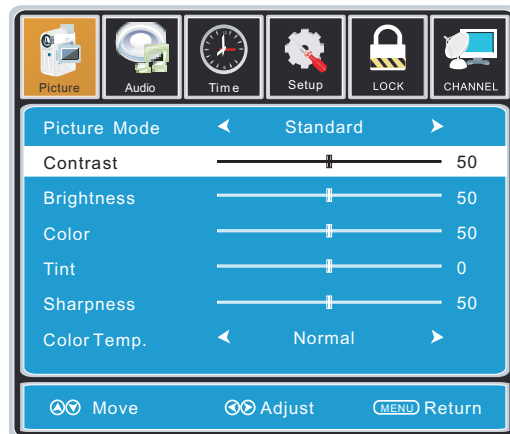 Picture Audio Time Setup LOCK CHANNEL
Picture Mode Standard
Contrast 50
Brightness 50
Color 50
Tint 0
Sharpness 50
Color Temp. Normal
Move Adjust MENU Return